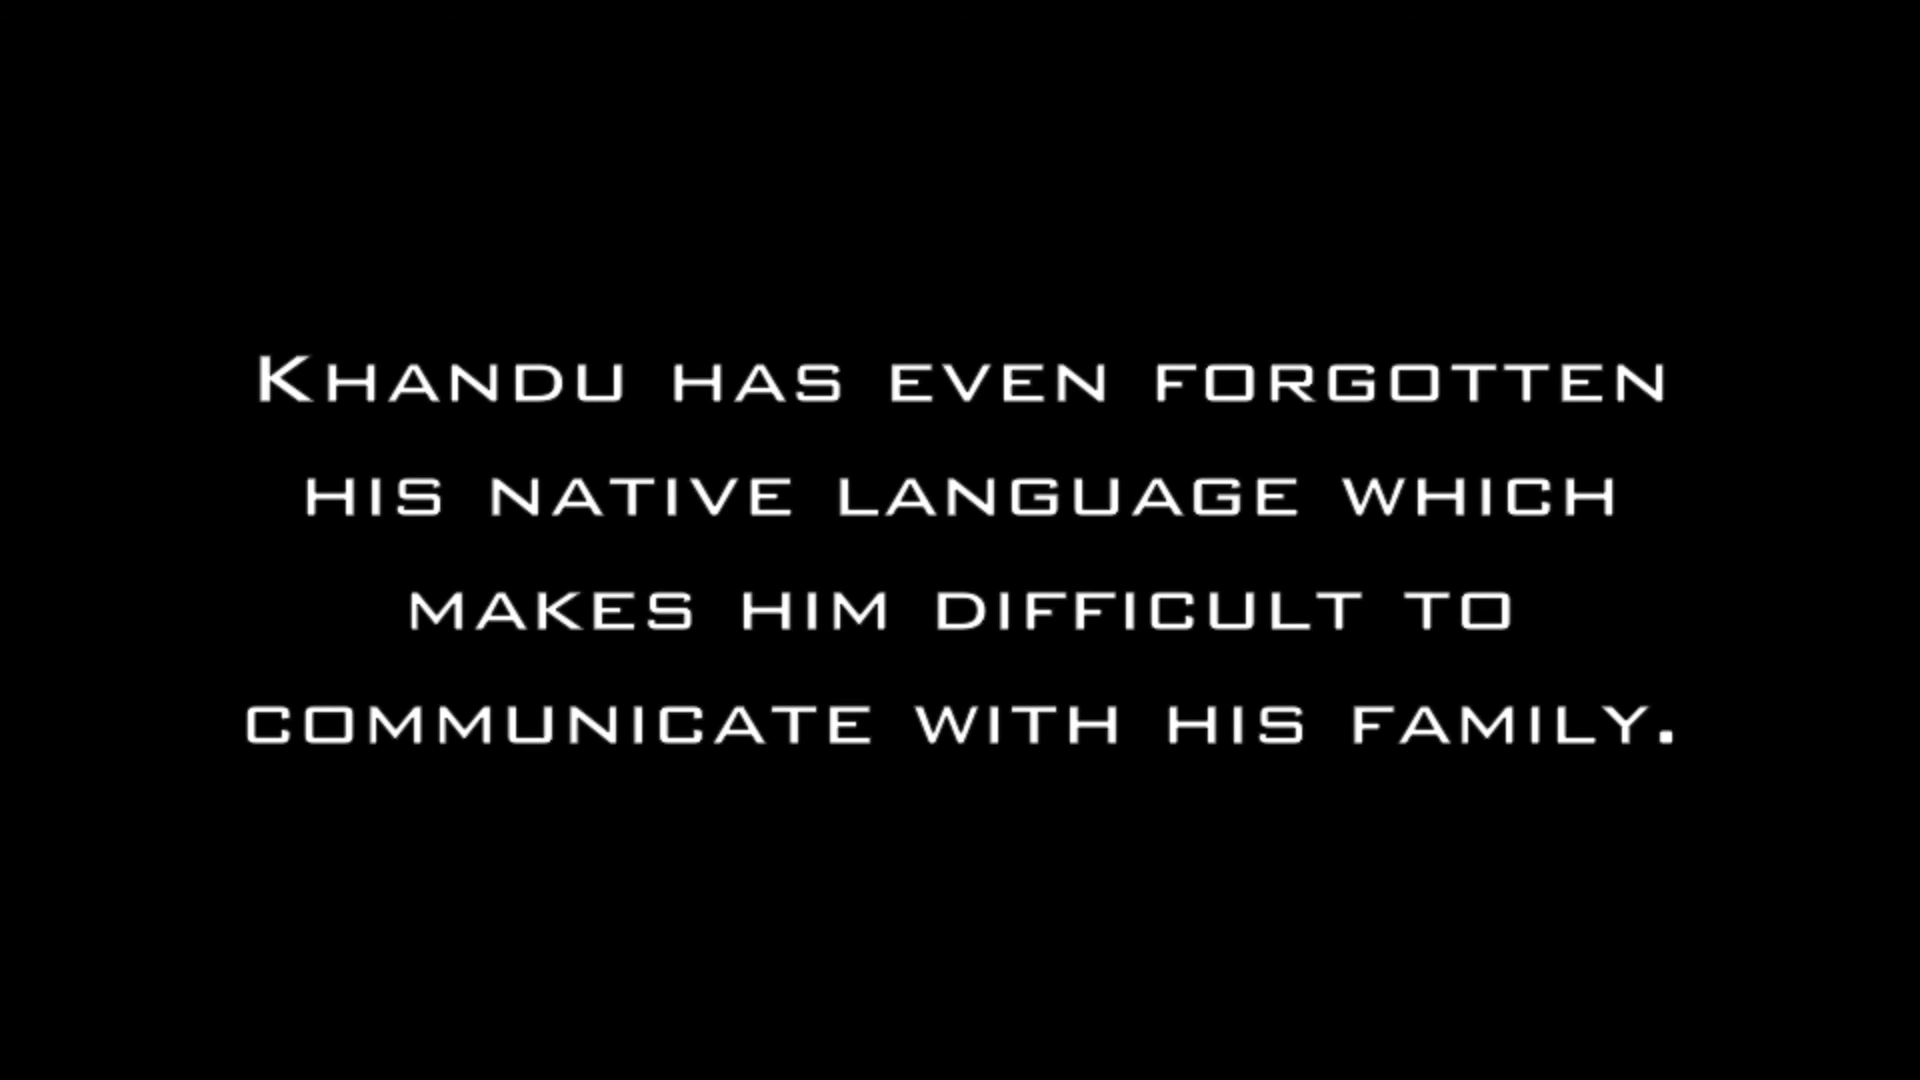 Khandu has even forgotten
his native language which
makes him difficult to
communicate with his family.